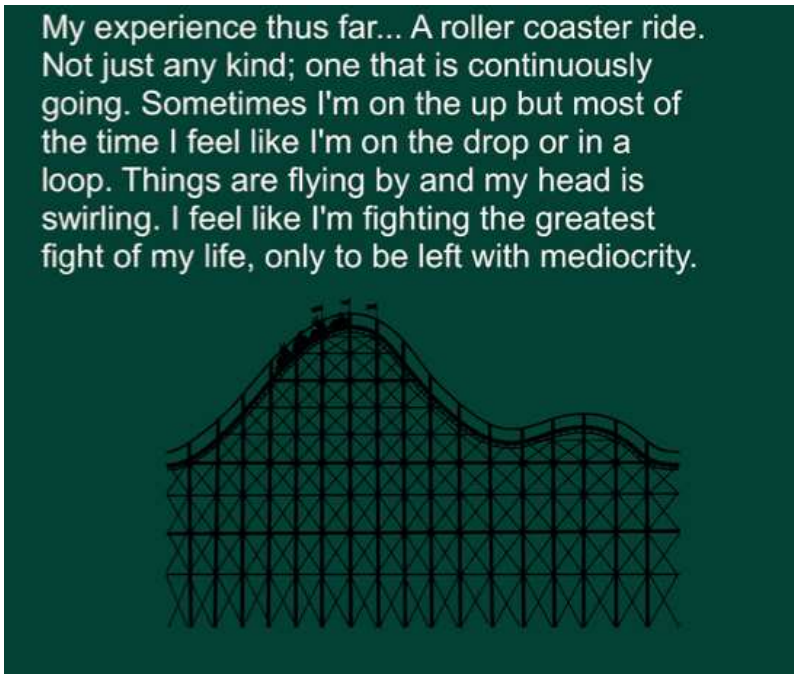 My experience thus far... A roller coaster ride.
Not just any kind; one that is continuously
going. Sometimes I'm on the up but most of
the time I feel like I'm on the drop or in a
loop. Things are flying by and my head is
swirling. I feel like I'm fighting the greatest
fight of my life, only to be left with mediocrity.